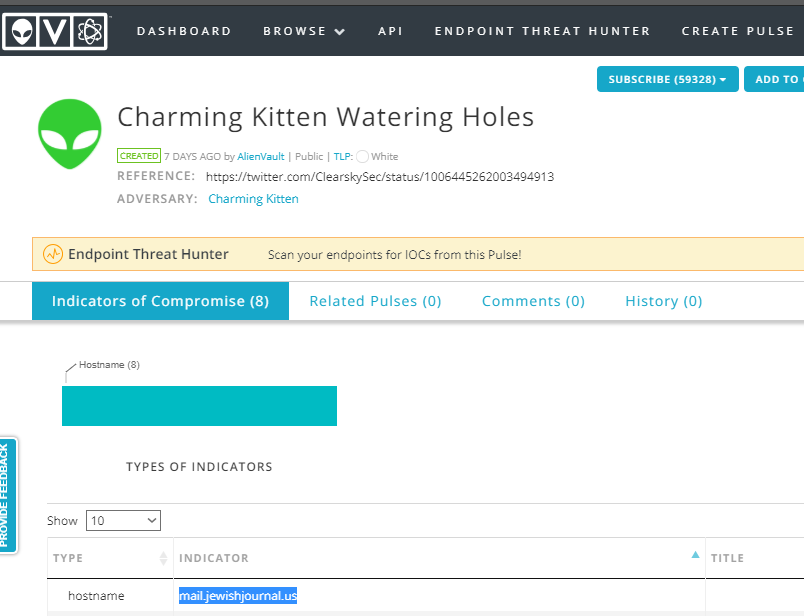 DASHBOARD BROWSE API ENDPOINT THREAT HUNTER CREATE PULSE
SUBSCRIBE (59328) ADD TO
Charming Kitten Watering Holes
CREATED 7 DAYS AGO by AlienVault | Public | TLP: White
REFERENCE: https://twitter.com/ClearskySec/status/1006445262003494913
ADVERSARY: Charming Kitten
Endpoint Threat Hunter Scan your endpoints for IOCs from this Pulse!
Indicators of Compromise (8) Related Pulses (0) Comments (0) History (0)
Hostname (8)
TYPES OF INDICATORS
PROVIDE FEEDBACK
Show 10
TYPE INDICATOR TITLE
hostname mail.jewishjournal.us